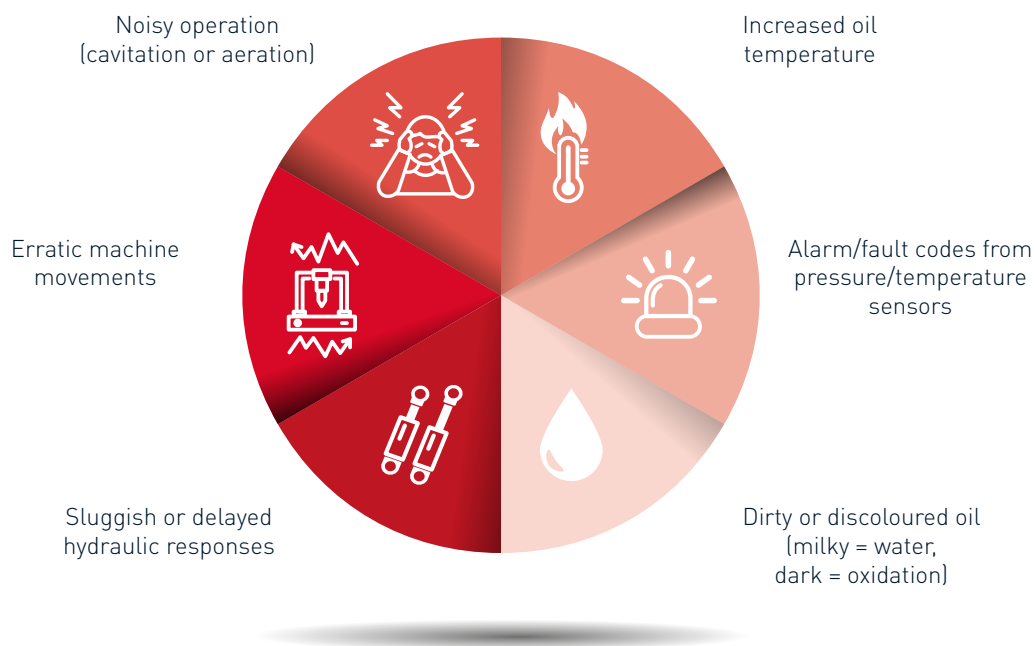 Noisy operation
(cavitation or aeration)
Increased oil
temperature
Erratic machine
movements
Alarm/fault codes from
pressure/temperature
sensors
Sluggish or delayed
hydraulic responses
Dirty or discoloured oil
(milky = water,
dark = oxidation)